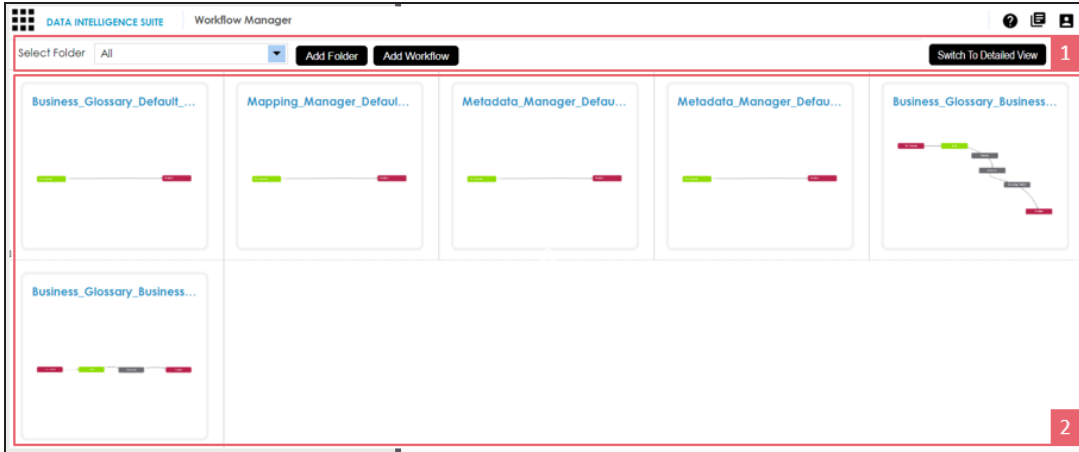 DATA INTELLIGENCE SUITE Workflow Manager
Select Folder All Add Folder Add Workflow Switch To Detailed View 1
Business_Glossary_Default_... Mapping_Manager_Defaul... Metadata_Manager_Defau... Metadata_Manager_Defau... Business_Glossary_Business...
Business_Glossary_Business...
2